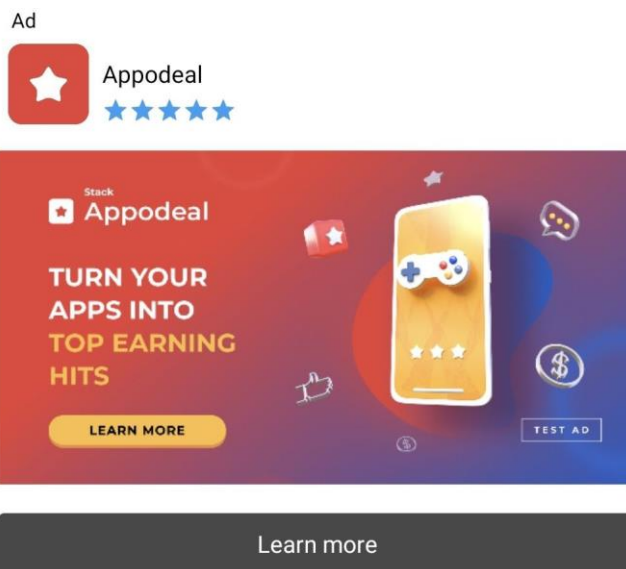 Ad
Appodeal
Stack
Appodeal
TURN YOUR
APPS INTO
TOP EARNING
HITS
LEARN MORE
TEST AD
Learn more